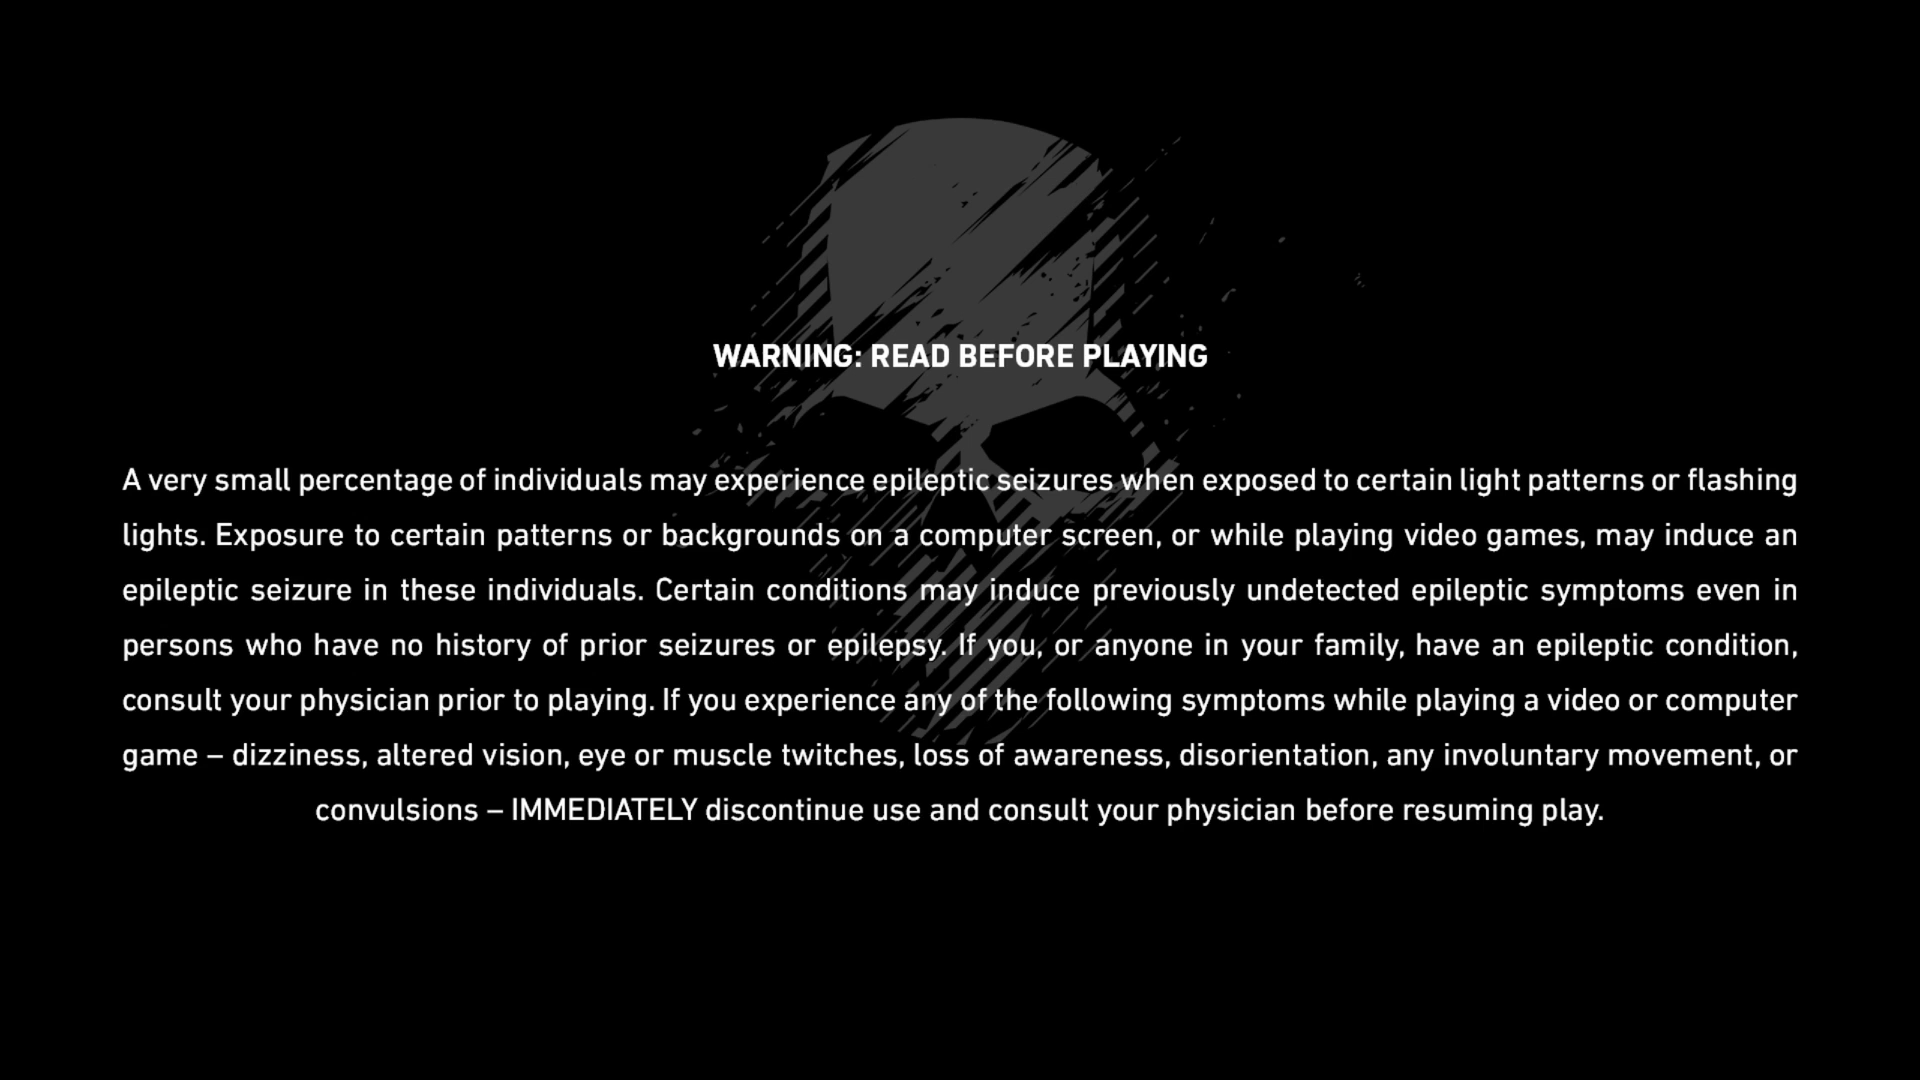 WARNING: READ BEFORE PLAYING
A very small percentage of individuals may experience epileptic seizures when exposed to certain light patterns or flashing
lights. Exposure to certain patterns or backgrounds on a computer screen, or while playing video games, may induce an
epileptic seizure in these individuals. Certain conditions may induce previously undetected epileptic symptoms even in
persons who have no history of prior seizures or epilepsy. If you, or anyone in your family, have an epileptic condition,
consult your physician prior to playing. If you experience any of the following symptoms while playing a video or computer
game – dizziness, altered vision, eye or muscle twitches, loss of awareness, disorientation, any involuntary movement, or
convulsions – IMMEDIATELY discontinue use and consult your physician before resuming play.